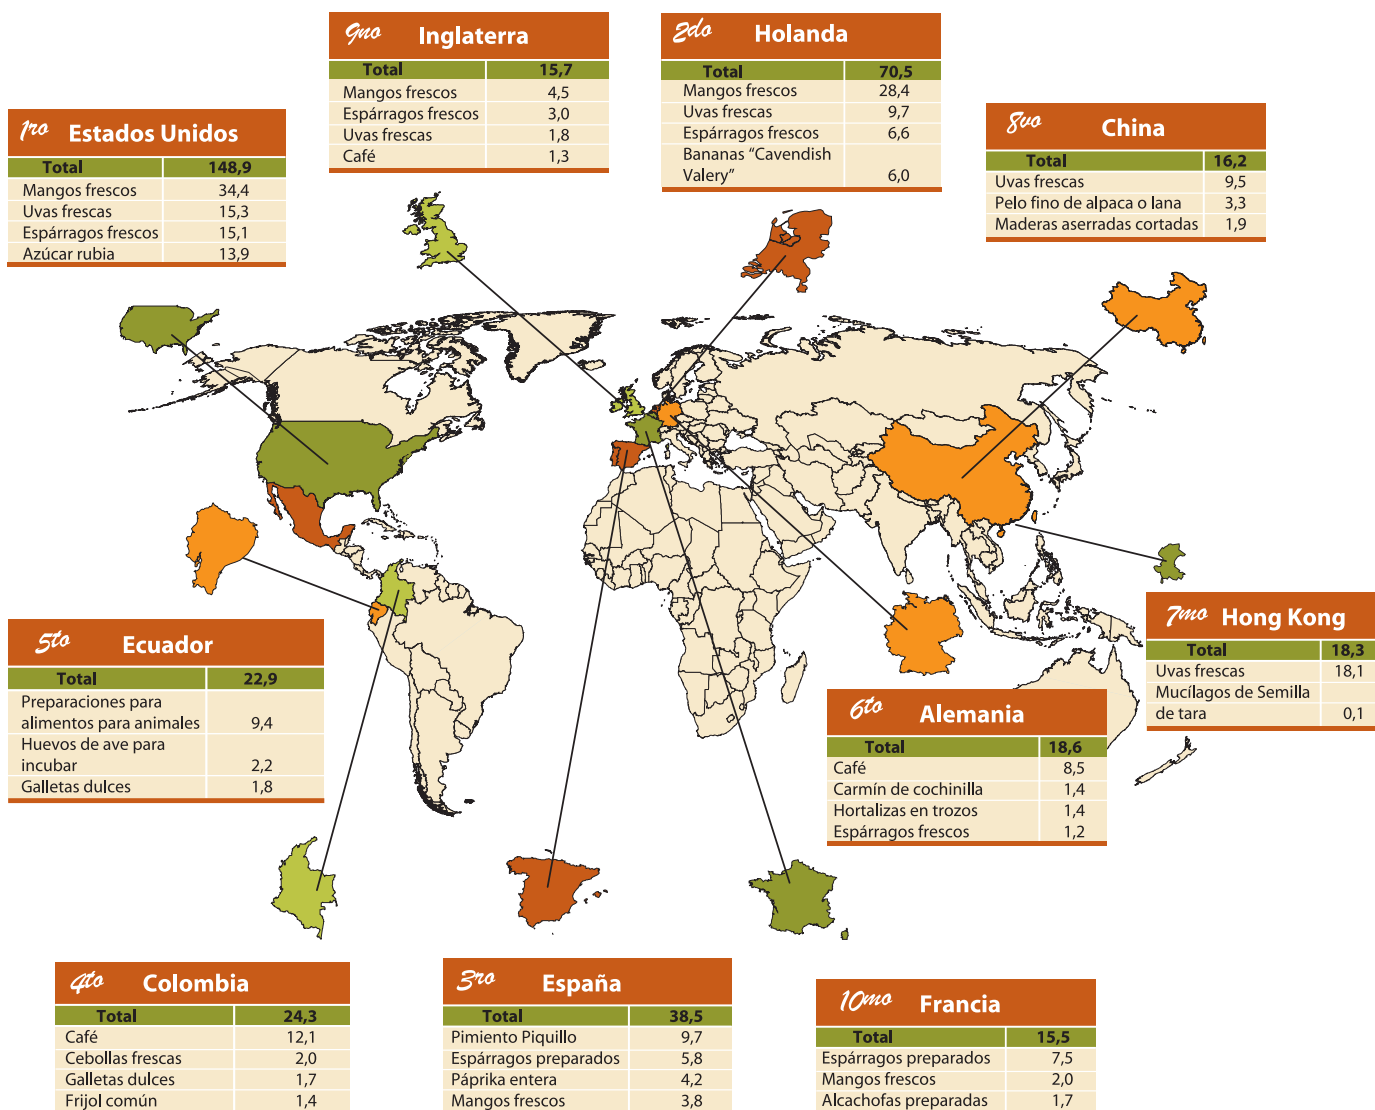 9no Inglaterra
Total 15,7
Mangos frescos 4,5
Espárragos frescos 3,0
Uvas frescas 1,8
Café 1,3
2do Holanda
Total 70,5
Mangos frescos 28,4
Uvas frescas 9,7
Espárragos frescos 6,6
Bananas “Cavendish
Valery” 6,0
1ro Estados Unidos
Total 148,9
Mangos frescos 34,4
Uvas frescas 15,3
Espárragos frescos 15,1
Azúcar rubia 13,9
8vo China
Total 16,2
Uvas frescas 9,5
Pelo fino de alpaca o lana 3,3
Maderas aserradas cortadas 1,9
5to Ecuador
Total 22,9
Preparaciones para
alimentos para animales 9,4
Huevos de ave para
incubar 2,2
Galletas dulces 1,8
7mo Hong Kong
Total 18,3
Uvas frescas 18,1
Mucílagos de Semilla
de tara 0,1
6to Alemania
Total 18,6
Café 8,5
Carmín de cochinilla 1,4
Hortalizas en trozos 1,4
Espárragos frescos 1,2
4to Colombia
Total 24,3
Café 12,1
Cebollas frescas 2,0
Galletas dulces 1,7
Frijol común 1,4
3ro España
Total 38,5
Pimiento Piquillo 9,7
Espárragos preparados 5,8
Páprika entera 4,2
Mangos frescos 3,8
10mo Francia
Total 15,5
Espárragos preparados 7,5
Mangos frescos 2,0
Alcachofas preparadas 1,7